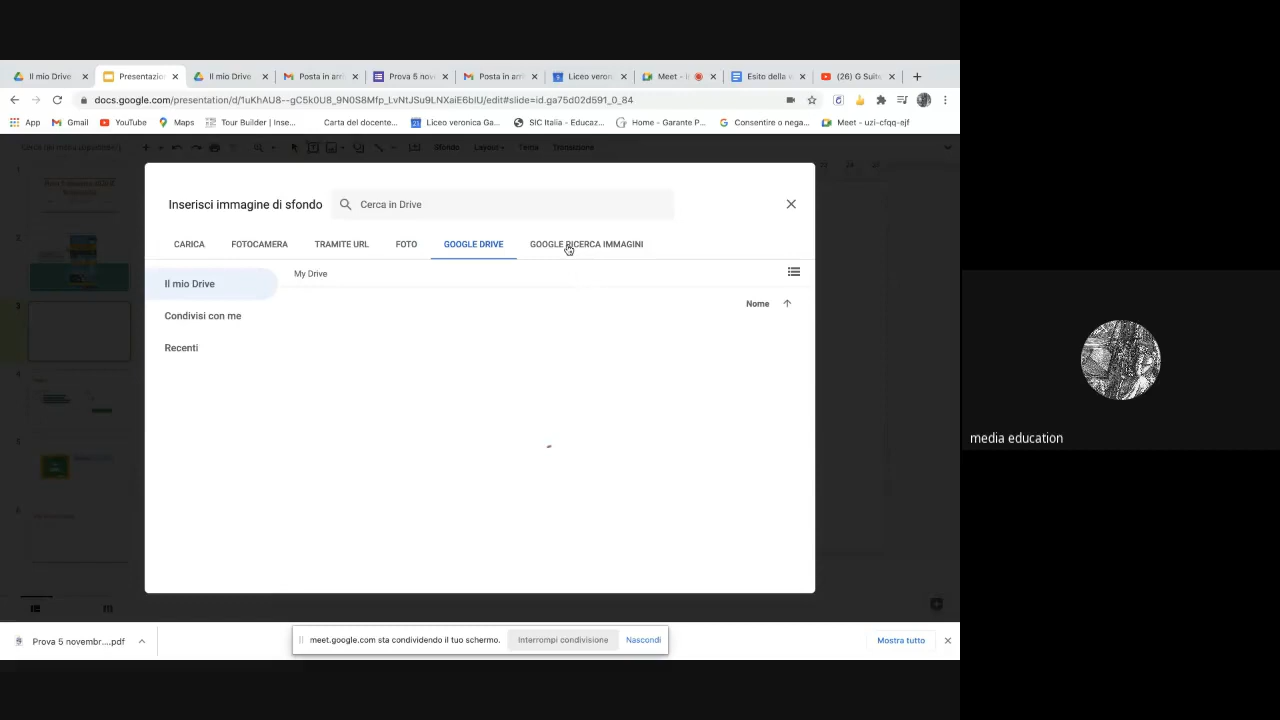 Il mio Drive
Presentazio
Il mio Drive
Posta in arri
Prova 5 nove
Posta in arri
Liceo veron
Meet - I
Esito della v
(26) G Suite
docs.google.com/presentation/d/1uKhAU8--gC5k0U8_9N0S8Mfp_LvNtJSu9LNXaiE6bIU/edit#slide=id.ga75d02d591_0_84
App
Gmail
YouTube
Maps
Tour Builder | Inse...
Carta del docente...
Liceo veronica Ga...
SIC Italia - Educaz...
Home - Garante P...
Consentire o nega...
Meet - uzi-cfqq-ejf
Sfondo
Layout
Tema
Transizione
Inserisci immagine di sfondo
Cerca in Drive
CARICA
FOTOCAMERA
TRAMITE URL
FOTO
GOOGLE DRIVE
GOOGLE RICERCA IMMAGINI
Il mio Drive
My Drive
Nome
Condivisi con me
Recenti
media education
Prova 5 novembr....pdf
meet.google.com sta condividendo il tuo schermo.
Interrompi condivisione
Nascondi
Mostra tutto